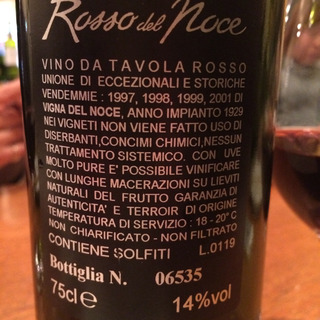 Rosso del Noce
VINO DA TAVOLA ROSSO
UNIONE DI ECCEZIONALI E STORICHE
VENDEMMIE : 1997, 1998, 1999, 2001 DI
VIGNA DEL NOCE, ANNO IMPIANTO 1929
NEI VIGNETI NON VIENE FATTO USO DI
DISERBANTI,CONCIMI CHIMICI,NESSUN
TRATTAMENTO SISTEMICO. CON UVE
MOLTO PURE E' POSSIBILE VINIFICARE
CON LUNGHE MACERAZIONI SU LIEVITI
NATURALI DEL FRUTTO GARANZIA DI
AUTENTICITA' E TERROIR DI ORIGINE
TEMPERATURA DI SERVIZIO : 18 - 20° C
NON CHIARIFICATO - NON FILTRATO
CONTIENE SOLFITI L.0119
Bottiglia N. 06535
75cl e 14%vol